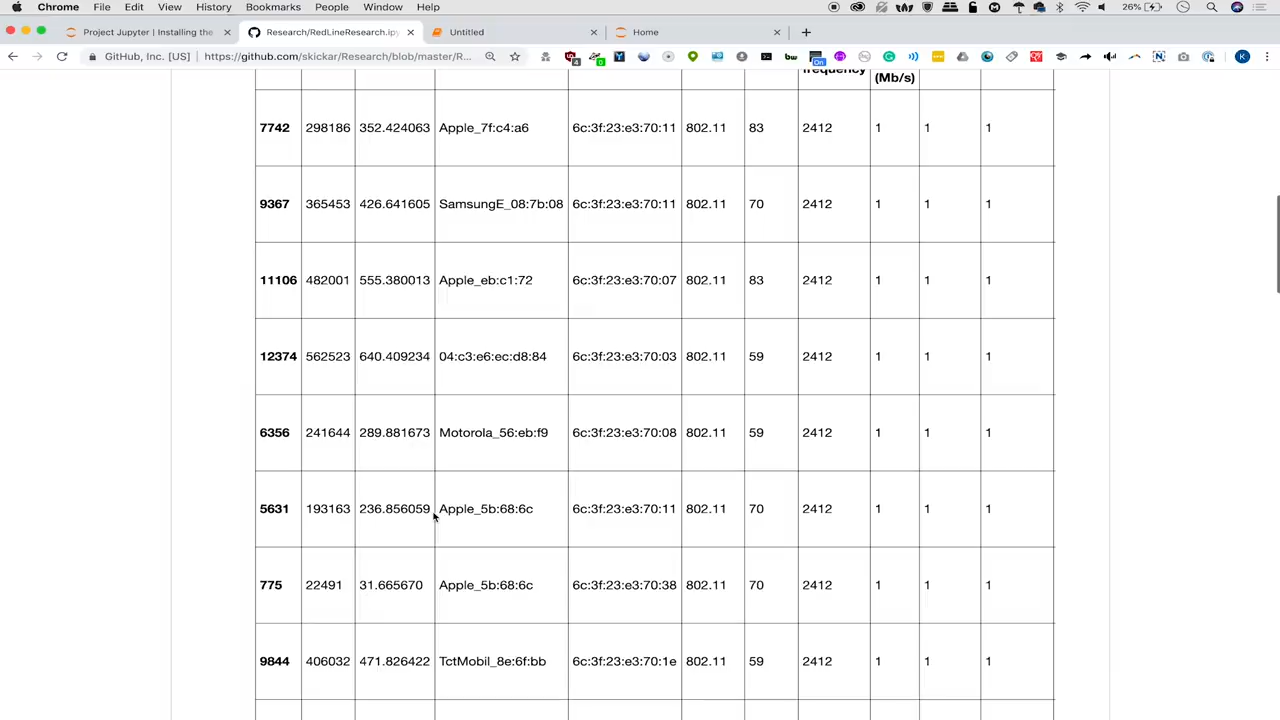 Chrome File Edit View History Bookmarks People Window Help 26%
Project Jupyter | Installing the Research/RedLineResearch.ipy Untitled Home
GitHub, Inc. [US] https://github.com/skickar/Research/blob/master/R... K
frequency (Mb/s)
7742 298186 352.424063 Apple_7f:c4:a6 6c:3f:23:e3:70:11 802.11 83 2412 1 1 1
9367 365453 426.641605 SamsungE_08:7b:08 6c:3f:23:e3:70:11 802.11 70 2412 1 1 1
11106 482001 555.380013 Apple_eb:c1:72 6c:3f:23:e3:70:07 802.11 83 2412 1 1 1
12374 562523 640.409234 04:c3:e6:ec:d8:84 6c:3f:23:e3:70:03 802.11 59 2412 1 1 1
6356 241644 289.881673 Motorola_56:eb:f9 6c:3f:23:e3:70:08 802.11 59 2412 1 1 1
5631 193163 236.856059 Apple_5b:68:6c 6c:3f:23:e3:70:11 802.11 70 2412 1 1 1
775 22491 31.665670 Apple_5b:68:6c 6c:3f:23:e3:70:38 802.11 70 2412 1 1 1
9844 406032 471.826422 TctMobil_8e:6f:bb 6c:3f:23:e3:70:1e 802.11 59 2412 1 1 1